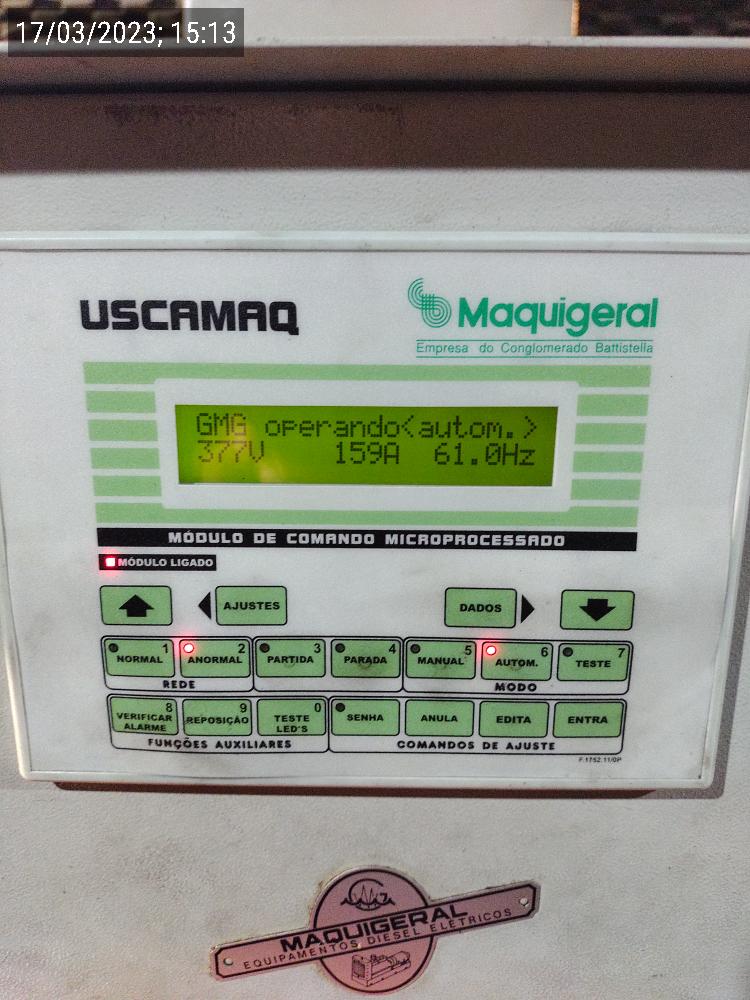 17/03/2023; 15:13
USCAMAQ
Maquigeral
Empresa do Conglomerado Battistella
GMG operando<autom.>
377V 159A 61.0Hz
MÓDULO DE COMANDO MICROPROCESSADO
MÓDULO LIGADO
AJUSTES
DADOS
1 NORMAL
2 ANORMAL
3 PARTIDA
4 PARADA
5 MANUAL
6 AUTOM.
7 TESTE
REDE
MODO
8 VERIFICAR ALARME
9 REPOSIÇÃO
0 TESTE LED'S
SENHA
ANULA
EDITA
ENTRA
FUNÇÕES AUXILIARES
COMANDOS DE AJUSTE
F.1752.11/0P
MAQUIGERAL
EQUIPAMENTOS DIESEL ELÉTRICOS